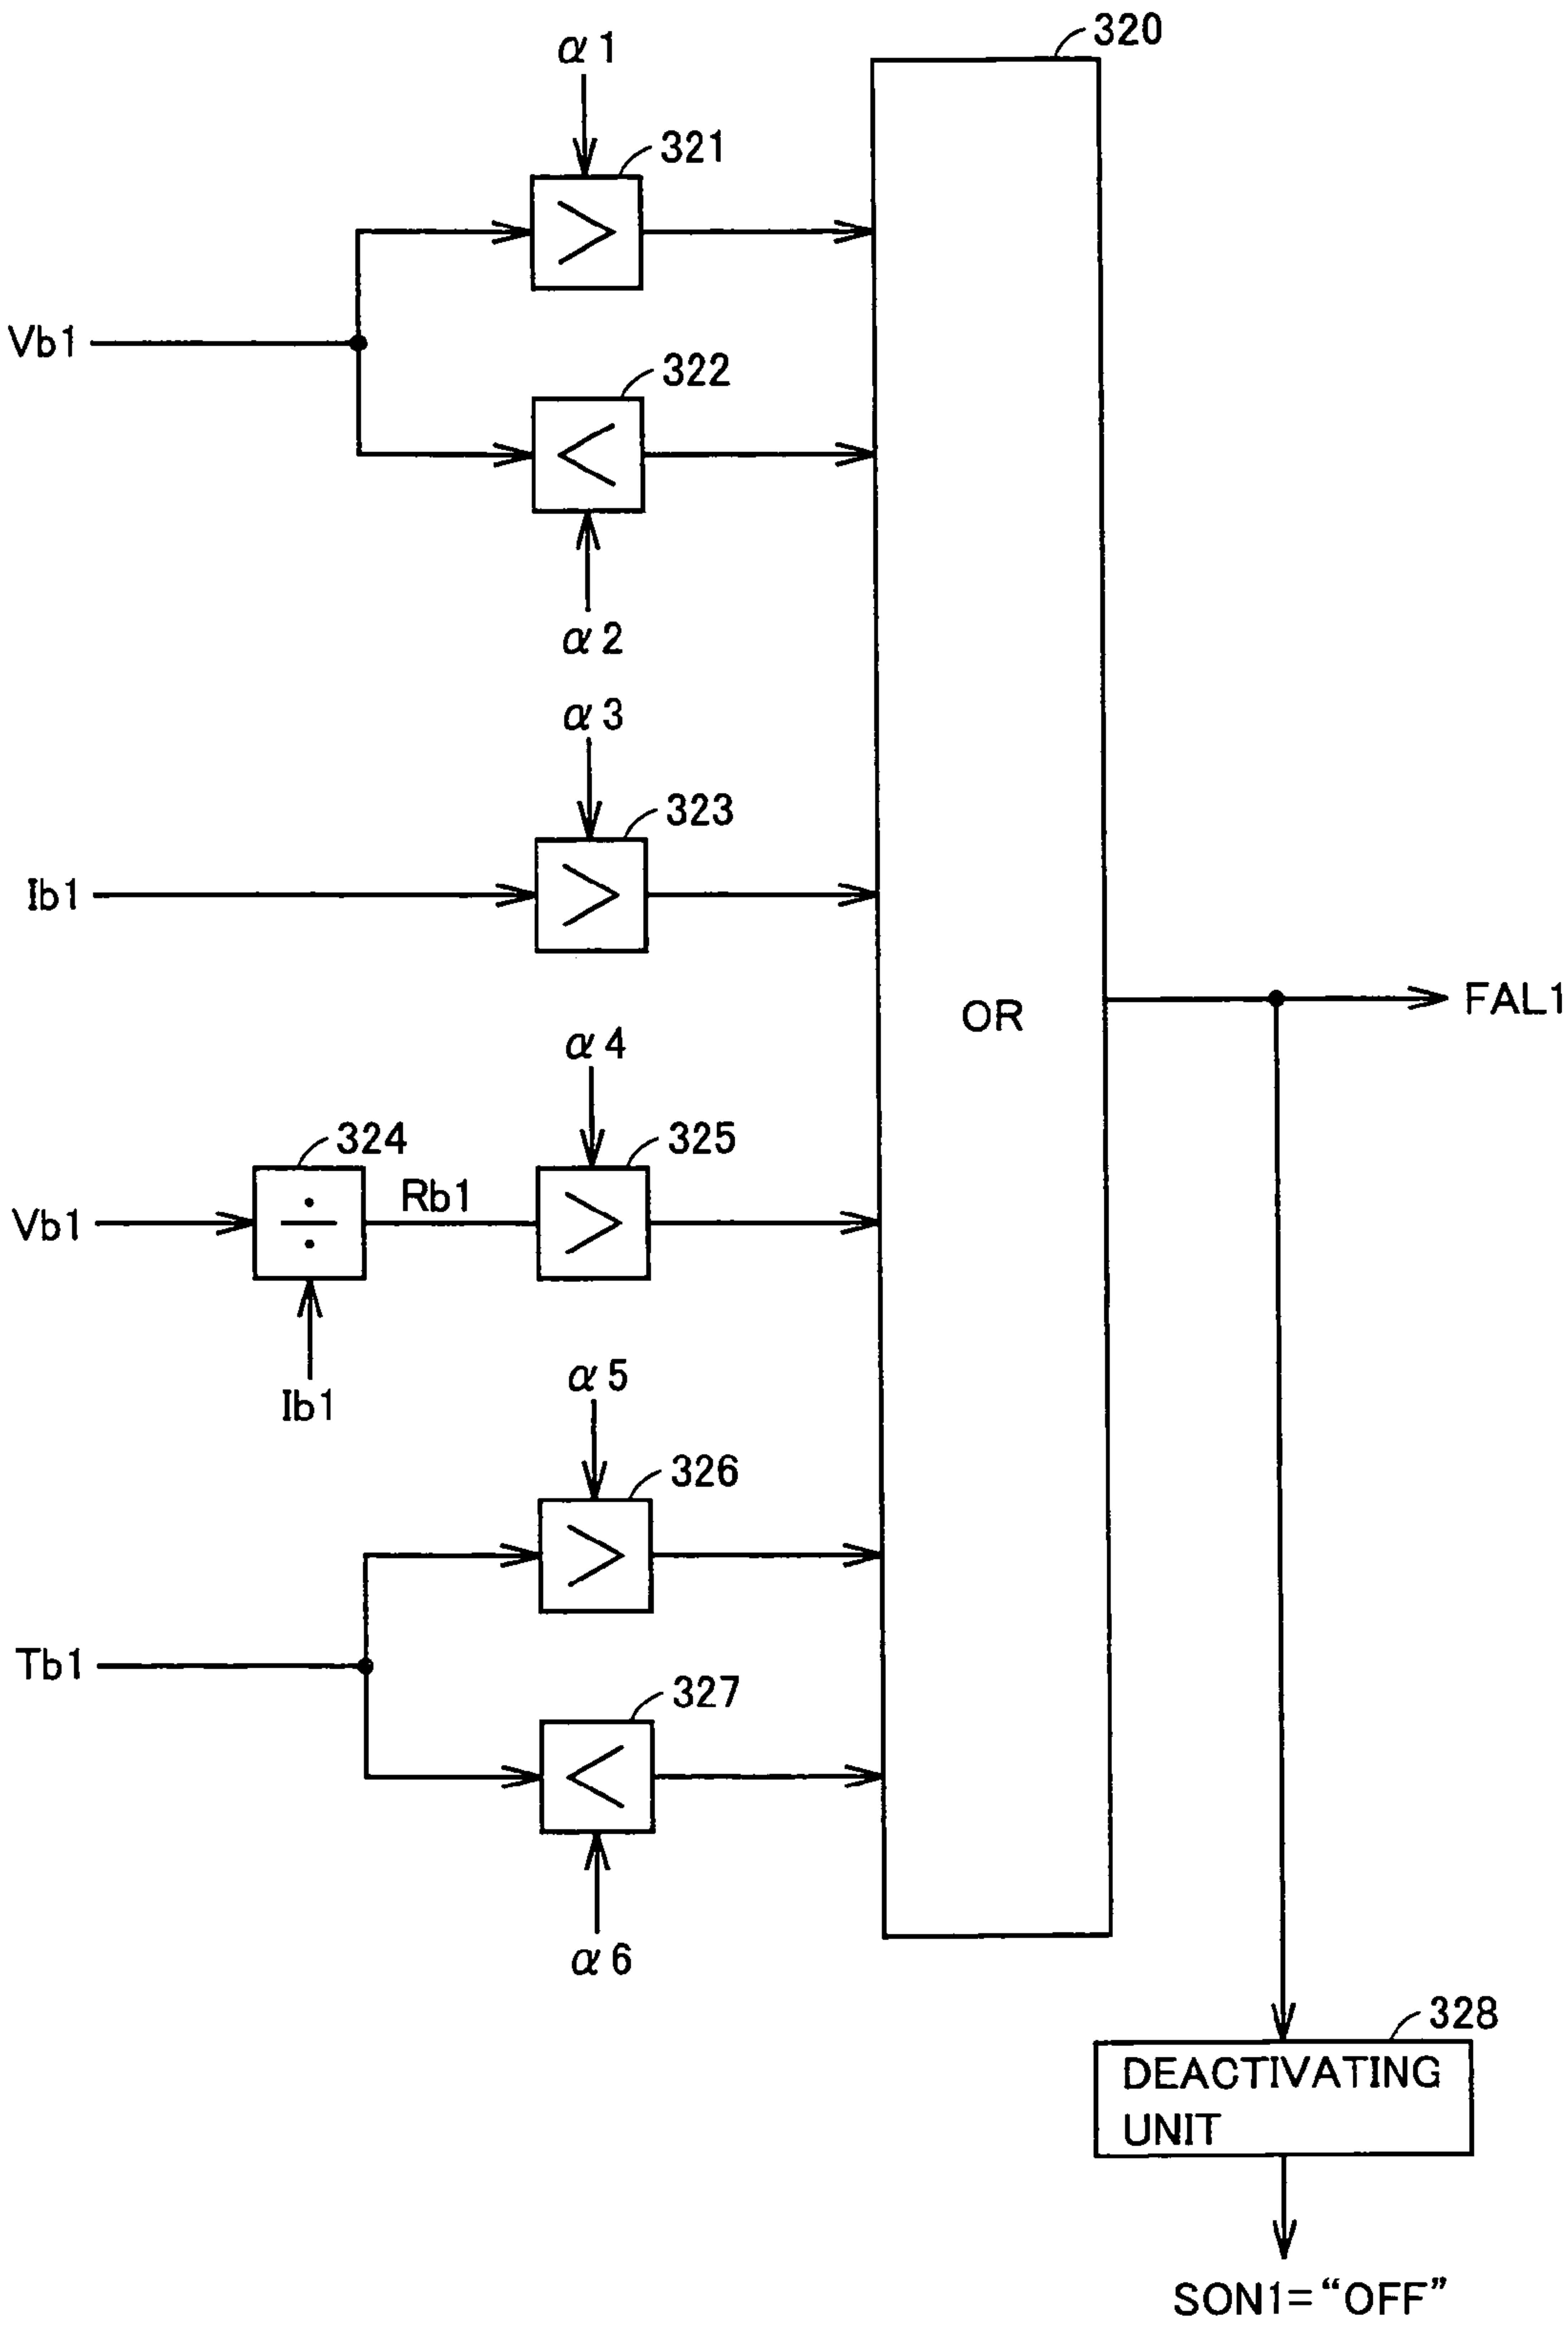 320
α1
321
>
Vb1
322
<
α2
α3
323
Ib1
>
OR
FAL1
α4
324
325
Vb1
÷
Rb1
>
Ib1
α5
326
>
Tb1
327
<
α6
328
DEACTIVATING
UNIT
SON1="OFF"